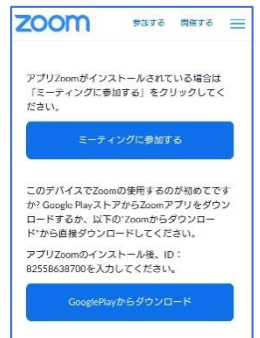 zoom 参加する 開催する
アプリZoomがインストールされている場合は
「ミーティングに参加する」をクリックしてく
ださい。
ミーティングに参加する
このデバイスでZoomの使用するのが初めてです
か? Google PlayストアからZoomアプリをダウン
ロードするか、以下の"Zoomからダウンロー
ド"から直接ダウンロードしてください。
アプリZoomのインストール後、ID：
82558638700を入力してください。
GooglePlayからダウンロード